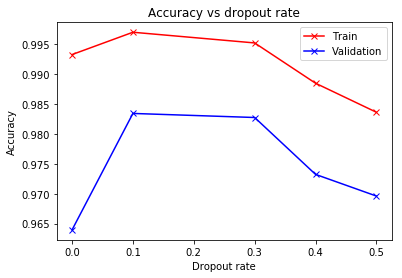 Accuracy vs dropout rate
Train
Validation
Accuracy
0.995
0.990
0.985
0.980
0.975
0.970
0.965
0.0 0.1 0.2 0.3 0.4 0.5
Dropout rate